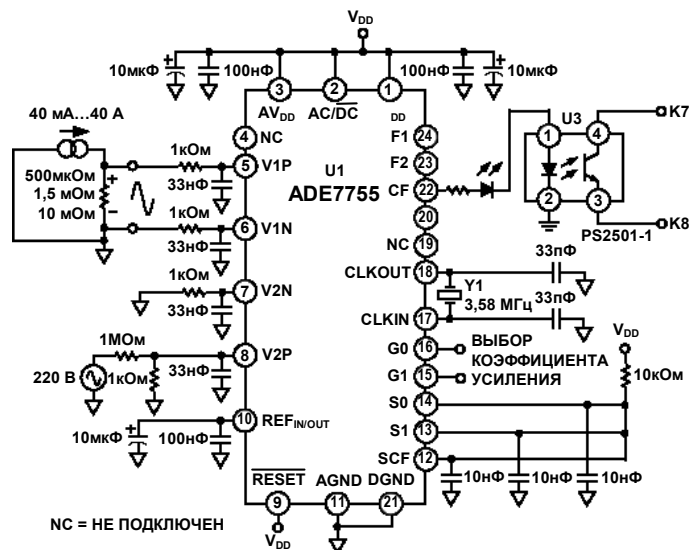 VDD
10мкФ
100нФ
100нФ
10мкФ
3
2
1
AVDD
AC/DC
DD
40 мА...40 А
4
NC
F1
24
1кОм
5
V1P
U1
F2
23
500мкОм
1,5 мОм
10 мОм
33нФ
ADE7755
CF
22
U3
1
4
K7
2
3
K8
PS2501-1
20
1кОм
6
V1N
NC
19
33нФ
CLKOUT
18
33пФ
1кОм
7
V2N
Y1
3,58 МГц
33нФ
CLKIN
17
33пФ
1МОм
8
V2P
G0
16
ВЫБОР
КОЭФФИЦИЕНТА
УСИЛЕНИЯ
VDD
220 В
1кОм
33нФ
G1
15
10кОм
S0
14
10
REFIN/OUT
10мкФ
100нФ
S1
13
SCF
12
10нФ
10нФ
10нФ
RESET
AGND
DGND
9
11
21
VDD
NC = НЕ ПОДКЛЮЧЕН